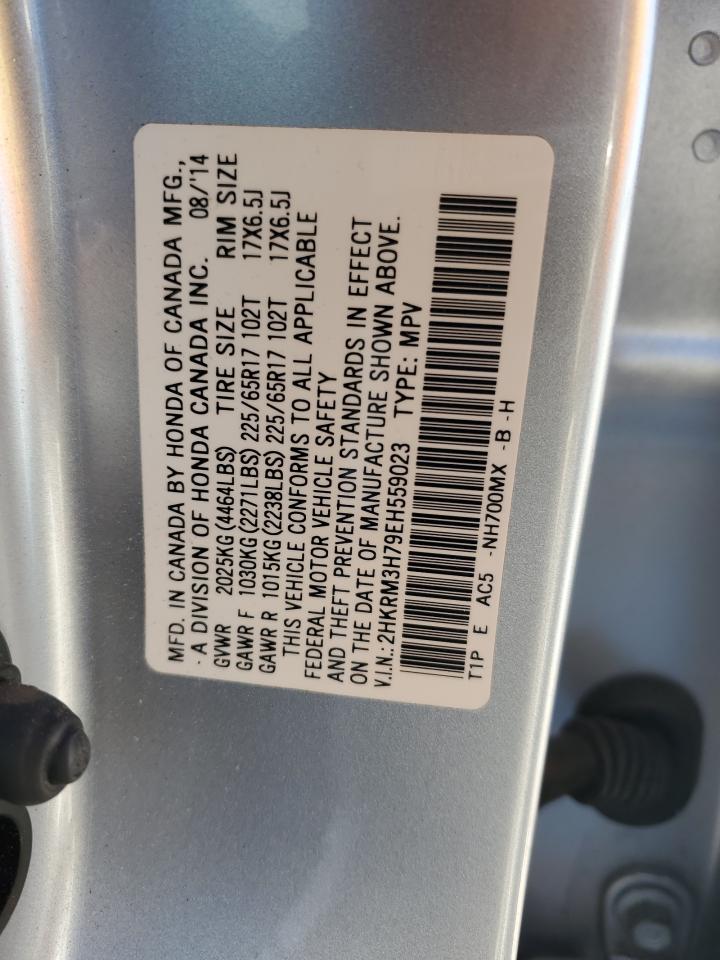 MFD. IN CANADA BY HONDA OF CANADA MFG.,
- A DIVISION OF HONDA CANADA INC. 08/'14
GVWR 2025KG(4464LBS) TIRE SIZE RIM SIZE
GAWR F 1030KG(2271LBS) 225/65R17 102T 17X6.5J
GAWR R 1015KG(2238LBS) 225/65R17 102T 17X6.5J
THIS VEHICLE CONFORMS TO ALL APPLICABLE
FEDERAL MOTOR VEHICLE SAFETY
AND THEFT PREVENTION STANDARDS IN EFFECT
ON THE DATE OF MANUFACTURE SHOWN ABOVE.
V.I.N.:2HKRM3H79EH559023 TYPE: MPV
T1P E AC5 -NH700MX -B -H